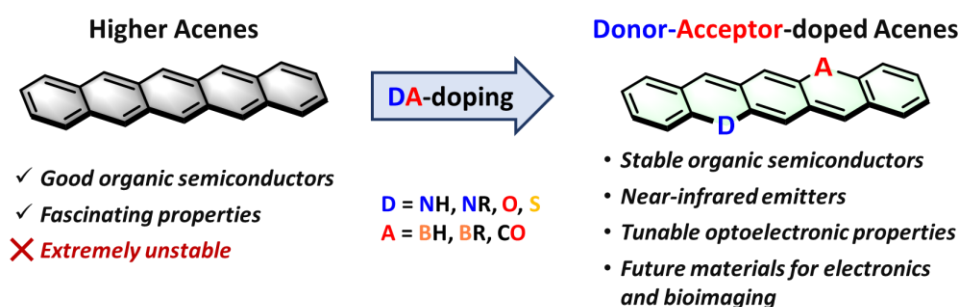 Higher Acenes
✓ Good organic semiconductors
✓ Fascinating properties
✗ Extremely unstable
DA-doping
D = NH, NR, O, S
A = BH, BR, CO
Donor-Acceptor-doped Acenes
A
D
• Stable organic semiconductors
• Near-infrared emitters
• Tunable optoelectronic properties
• Future materials for electronics
and bioimaging